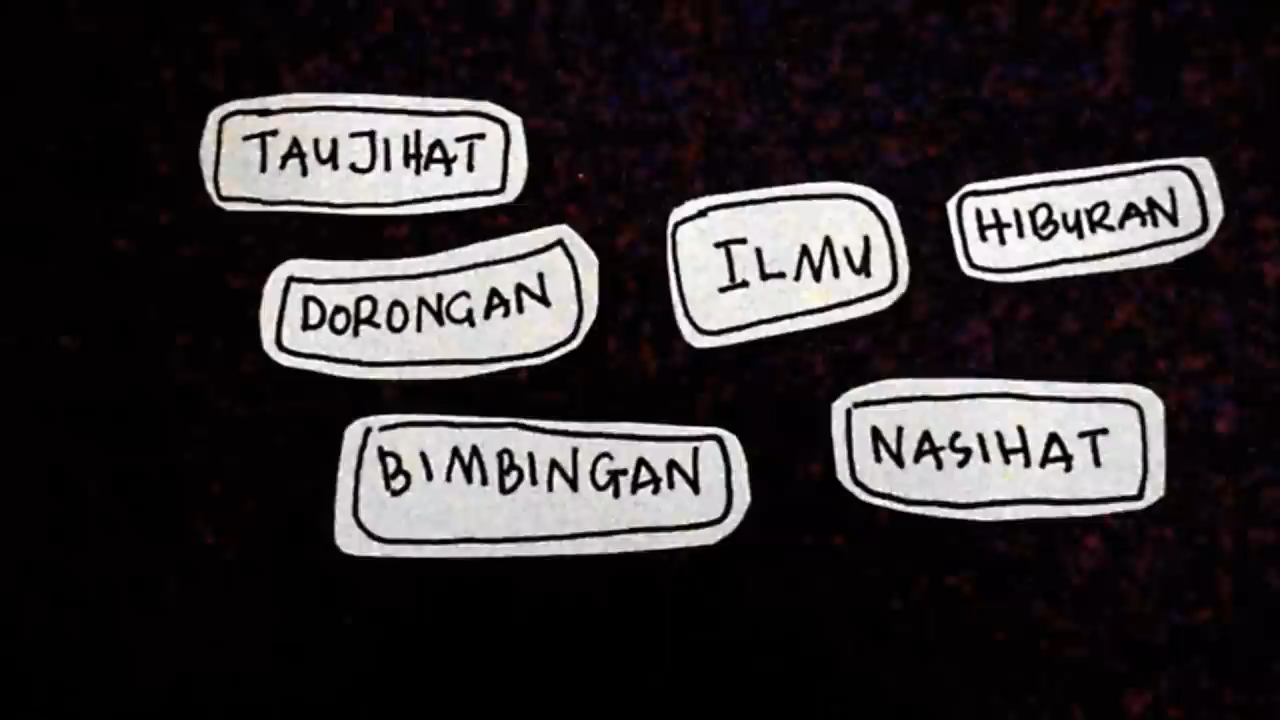 TAUJIHAT
DORONGAN
ILMU
HIBURAN
BIMBINGAN
NASIHAT